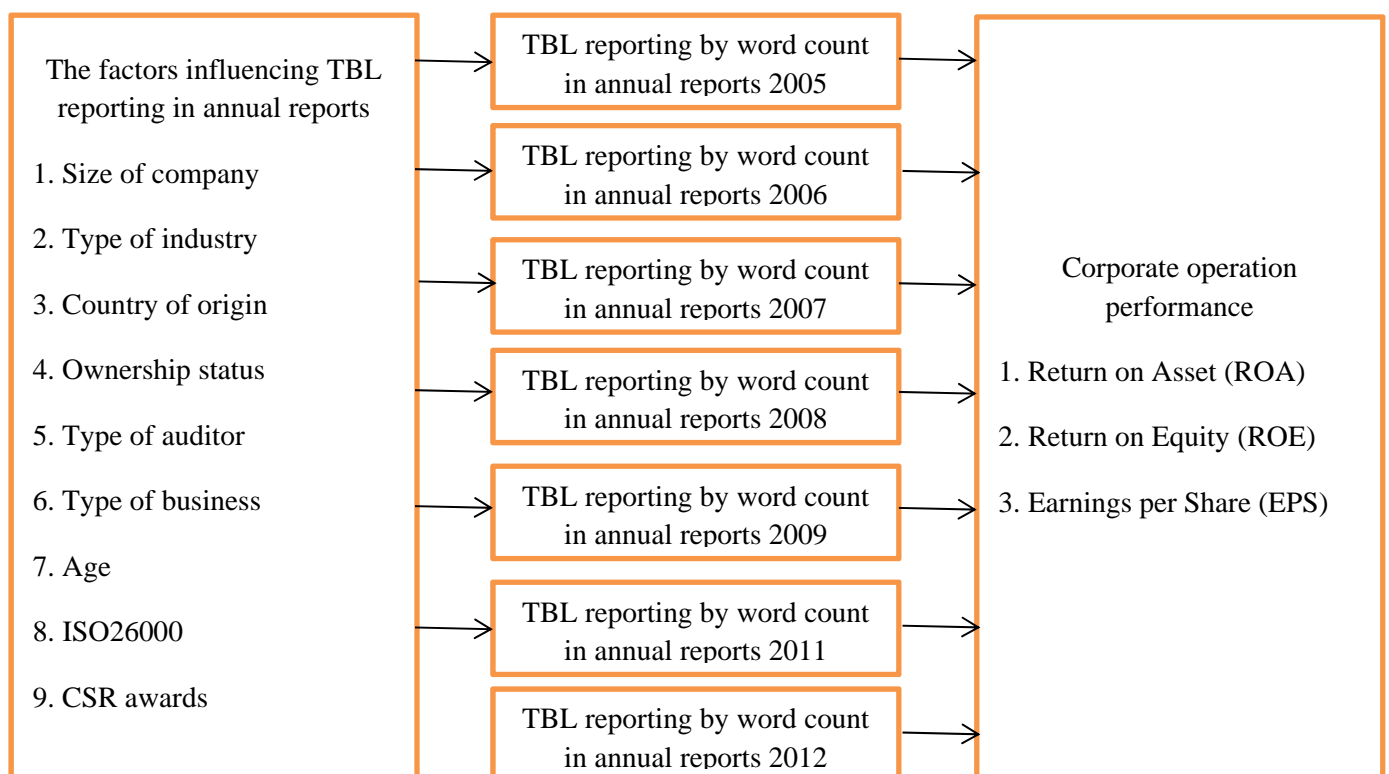 The factors influencing TBL
reporting in annual reports
1. Size of company
2. Type of industry
3. Country of origin
4. Ownership status
5. Type of auditor
6. Type of business
7. Age
8. ISO26000
9. CSR awards
TBL reporting by word count
in annual reports 2005
TBL reporting by word count
in annual reports 2006
TBL reporting by word count
in annual reports 2007
TBL reporting by word count
in annual reports 2008
TBL reporting by word count
in annual reports 2009
TBL reporting by word count
in annual reports 2011
TBL reporting by word count
in annual reports 2012
Corporate operation
performance
1. Return on Asset (ROA)
2. Return on Equity (ROE)
3. Earnings per Share (EPS)